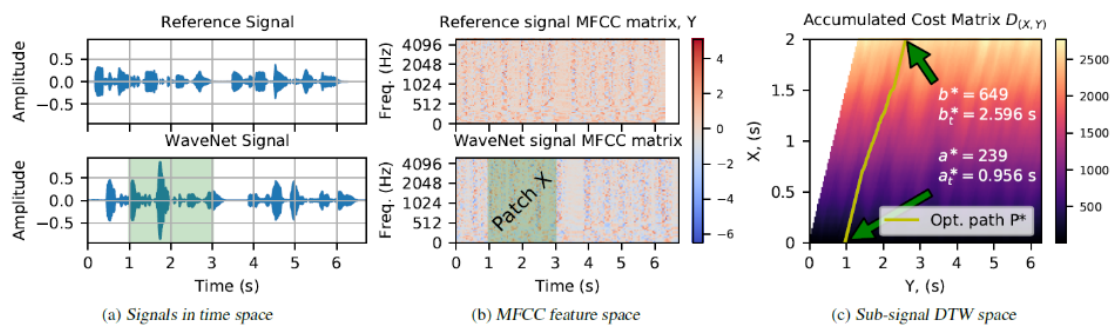 Reference Signal
Amplitude
0.5
0.0
−0.5
WaveNet Signal
Amplitude
0.5
0.0
−0.5
0 1 2 3 4 5 6
Time (s)
(a) Signals in time space
Reference signal MFCC matrix, Y
Freq. (Hz)
4096
2048
1024
512
0
WaveNet signal MFCC matrix
Freq. (Hz)
4096
2048
1024
512
0
Patch X
0 1 2 3 4 5 6
Time (s)
4
2
0
−2
−4
−6
(b) MFCC feature space
Accumulated Cost Matrix D(X,Y)
X, (s)
2
1.5
1
0.5
0
b* = 649
b*t = 2.596 s
a* = 239
a*t = 0.956 s
Opt. path P*
0 1 2 3 4 5 6
Y, (s)
2500
2000
1500
1000
500
(c) Sub-signal DTW space